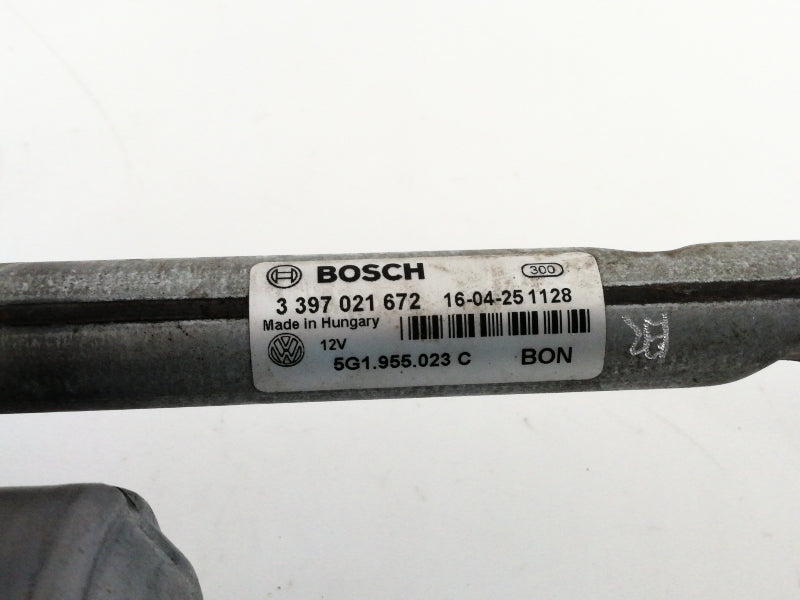 BOSCH 300
3 397 021 672 16-04-25 1128
Made in Hungary
12V
5G1.955.023 C BON